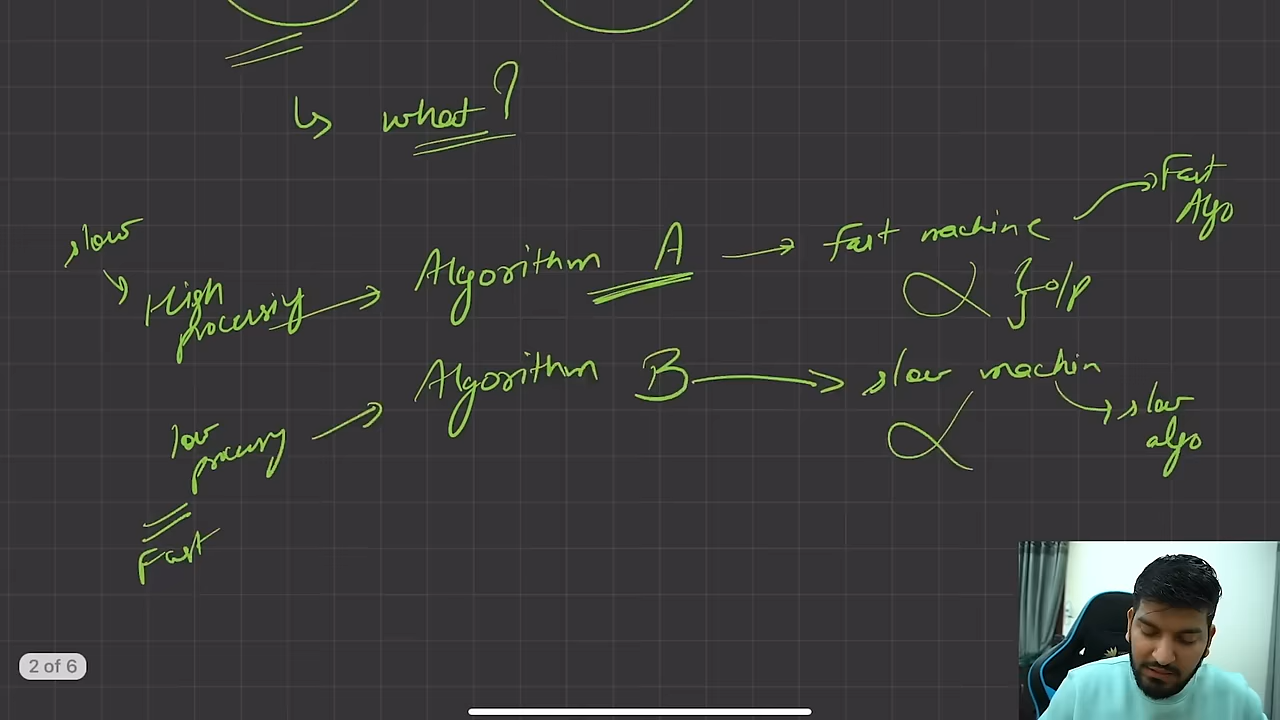 ↳ what?
slow
High processing → Algorithm A → Fast machine → Fast Algo
α } o/p
low processing → Algorithm B → slow machin → slow algo
α
Fast
2 of 6